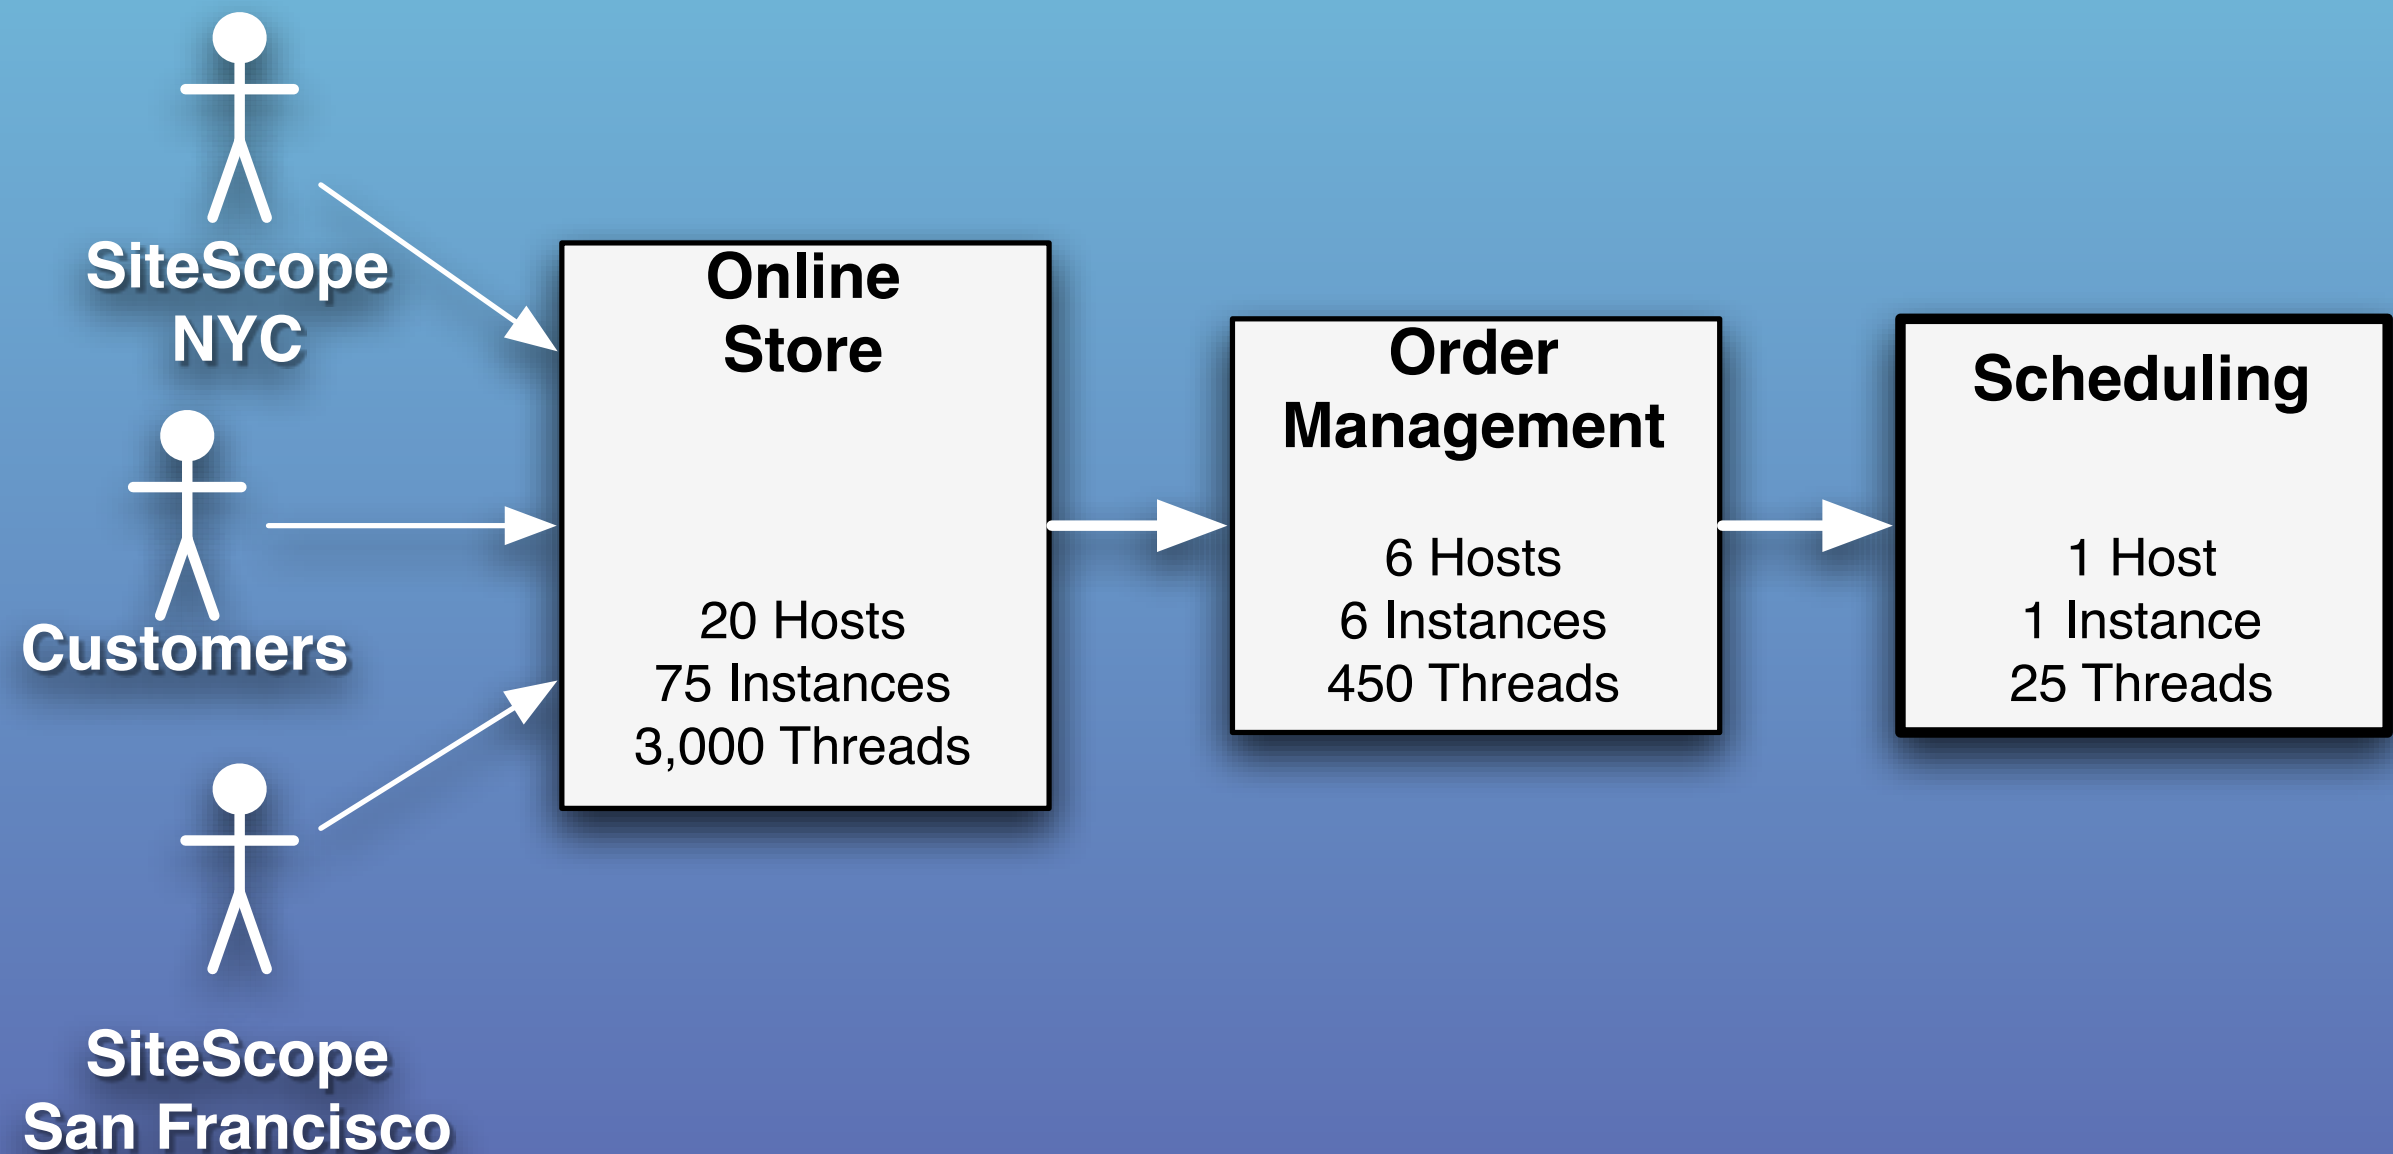 SiteScope
NYC
Customers
SiteScope
San Francisco
Online
Store
20 Hosts
75 Instances
3,000 Threads
Order
Management
6 Hosts
6 Instances
450 Threads
Scheduling
1 Host
1 Instance
25 Threads